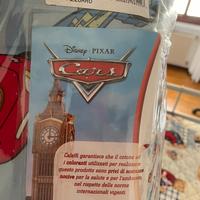 Disney · PIXAR
Cars
Caleffi garantisce che il cotone ed
i coloranti utilizzati per realizzare
questo prodotto sono privi di sostanze
nocive per la salute e per l'ambiente,
nel rispetto delle norme
internazionali vigenti